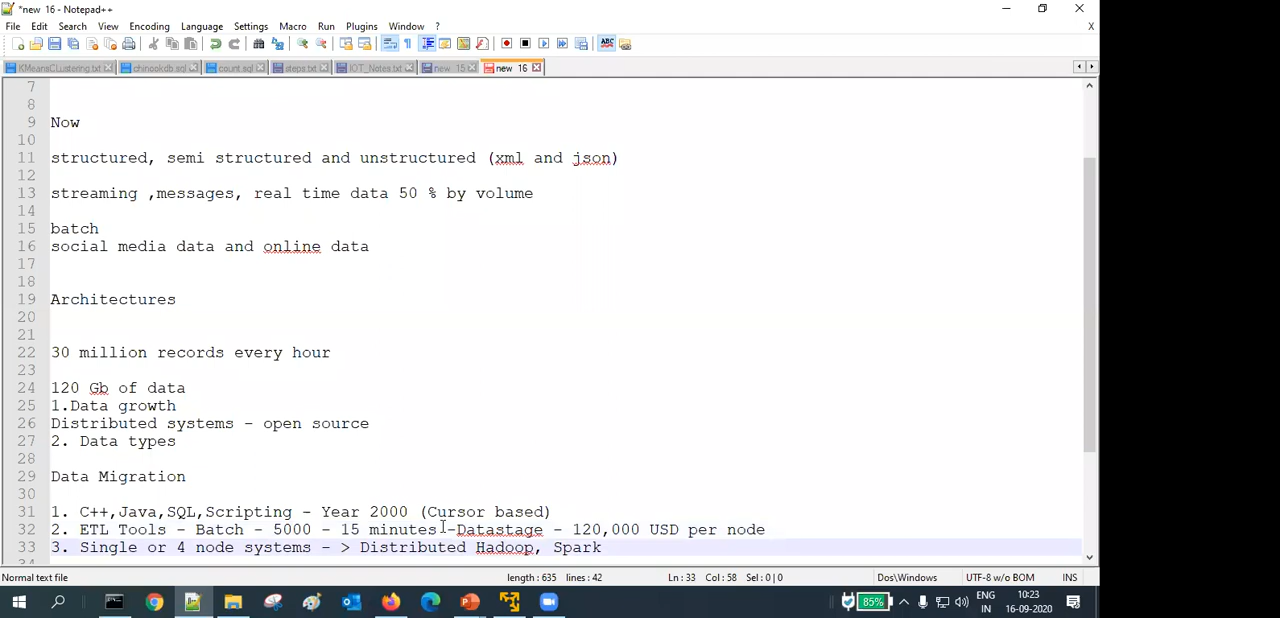 *new 16 - Notepad++
File Edit Search View Encoding Language Settings Macro Run Plugins Window ?
X
KMeansCLustering.txt chinookdb.sql count.sql steps.txt IOT_Notes.txt new 15 new 16
7
8
9 Now
10
11 structured, semi structured and unstructured (xml and json)
12
13 streaming ,messages, real time data 50 % by volume
14
15 batch
16 social media data and online data
17
18
19 Architectures
20
21
22 30 million records every hour
23
24 120 Gb of data
25 1.Data growth
26 Distributed systems - open source
27 2. Data types
28
29 Data Migration
30
31 1. C++,Java,SQL,Scripting - Year 2000 (Cursor based)
32 2. ETL Tools - Batch - 5000 - 15 minutes -Datastage - 120,000 USD per node
33 3. Single or 4 node systems - > Distributed Hadoop, Spark
34
Normal text file length : 635 lines : 42 Ln : 33 Col : 58 Sel : 0 | 0 Dos\Windows UTF-8 w/o BOM INS
85% ENG IN 10:23 16-09-2020